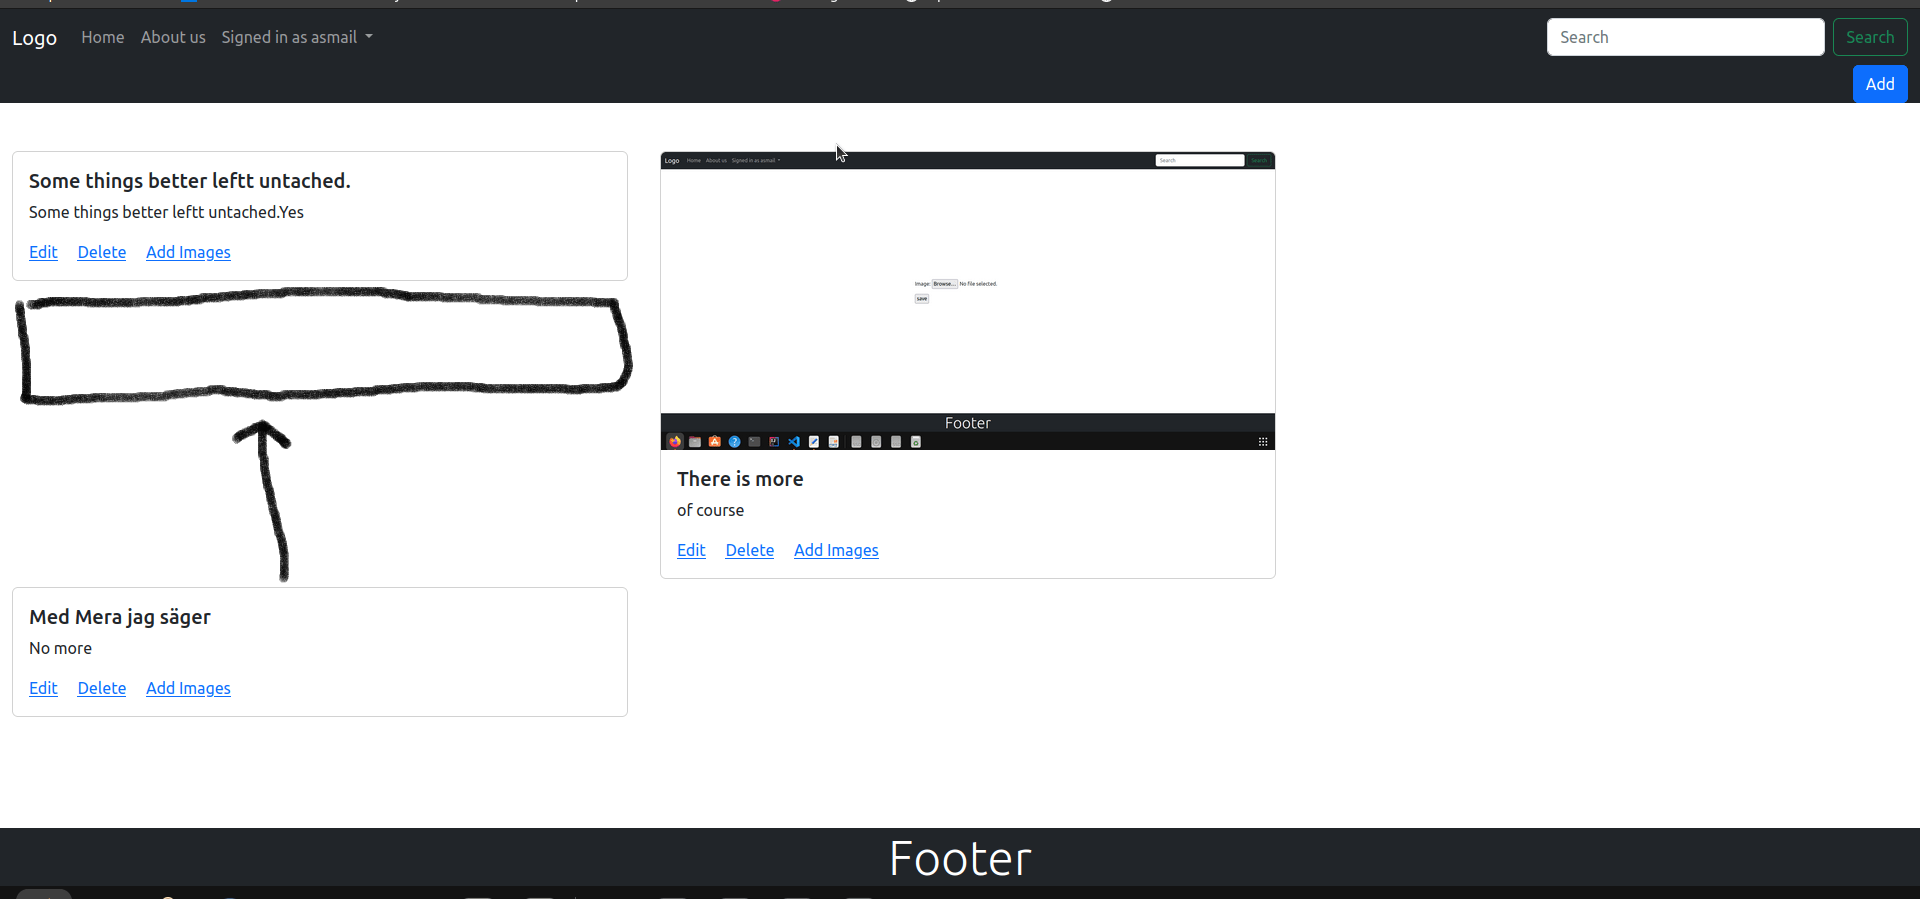 Logo Home About us Signed in as asmail Search Search
Add
Some things better leftt untached.
Some things better leftt untached.Yes
Edit Delete Add Images
Med Mera jag säger
No more
Edit Delete Add Images
Logo Home About us Signed in as asmail Search Search
Image: Browse... No file selected.
save
Footer
There is more
of course
Edit Delete Add Images
Footer